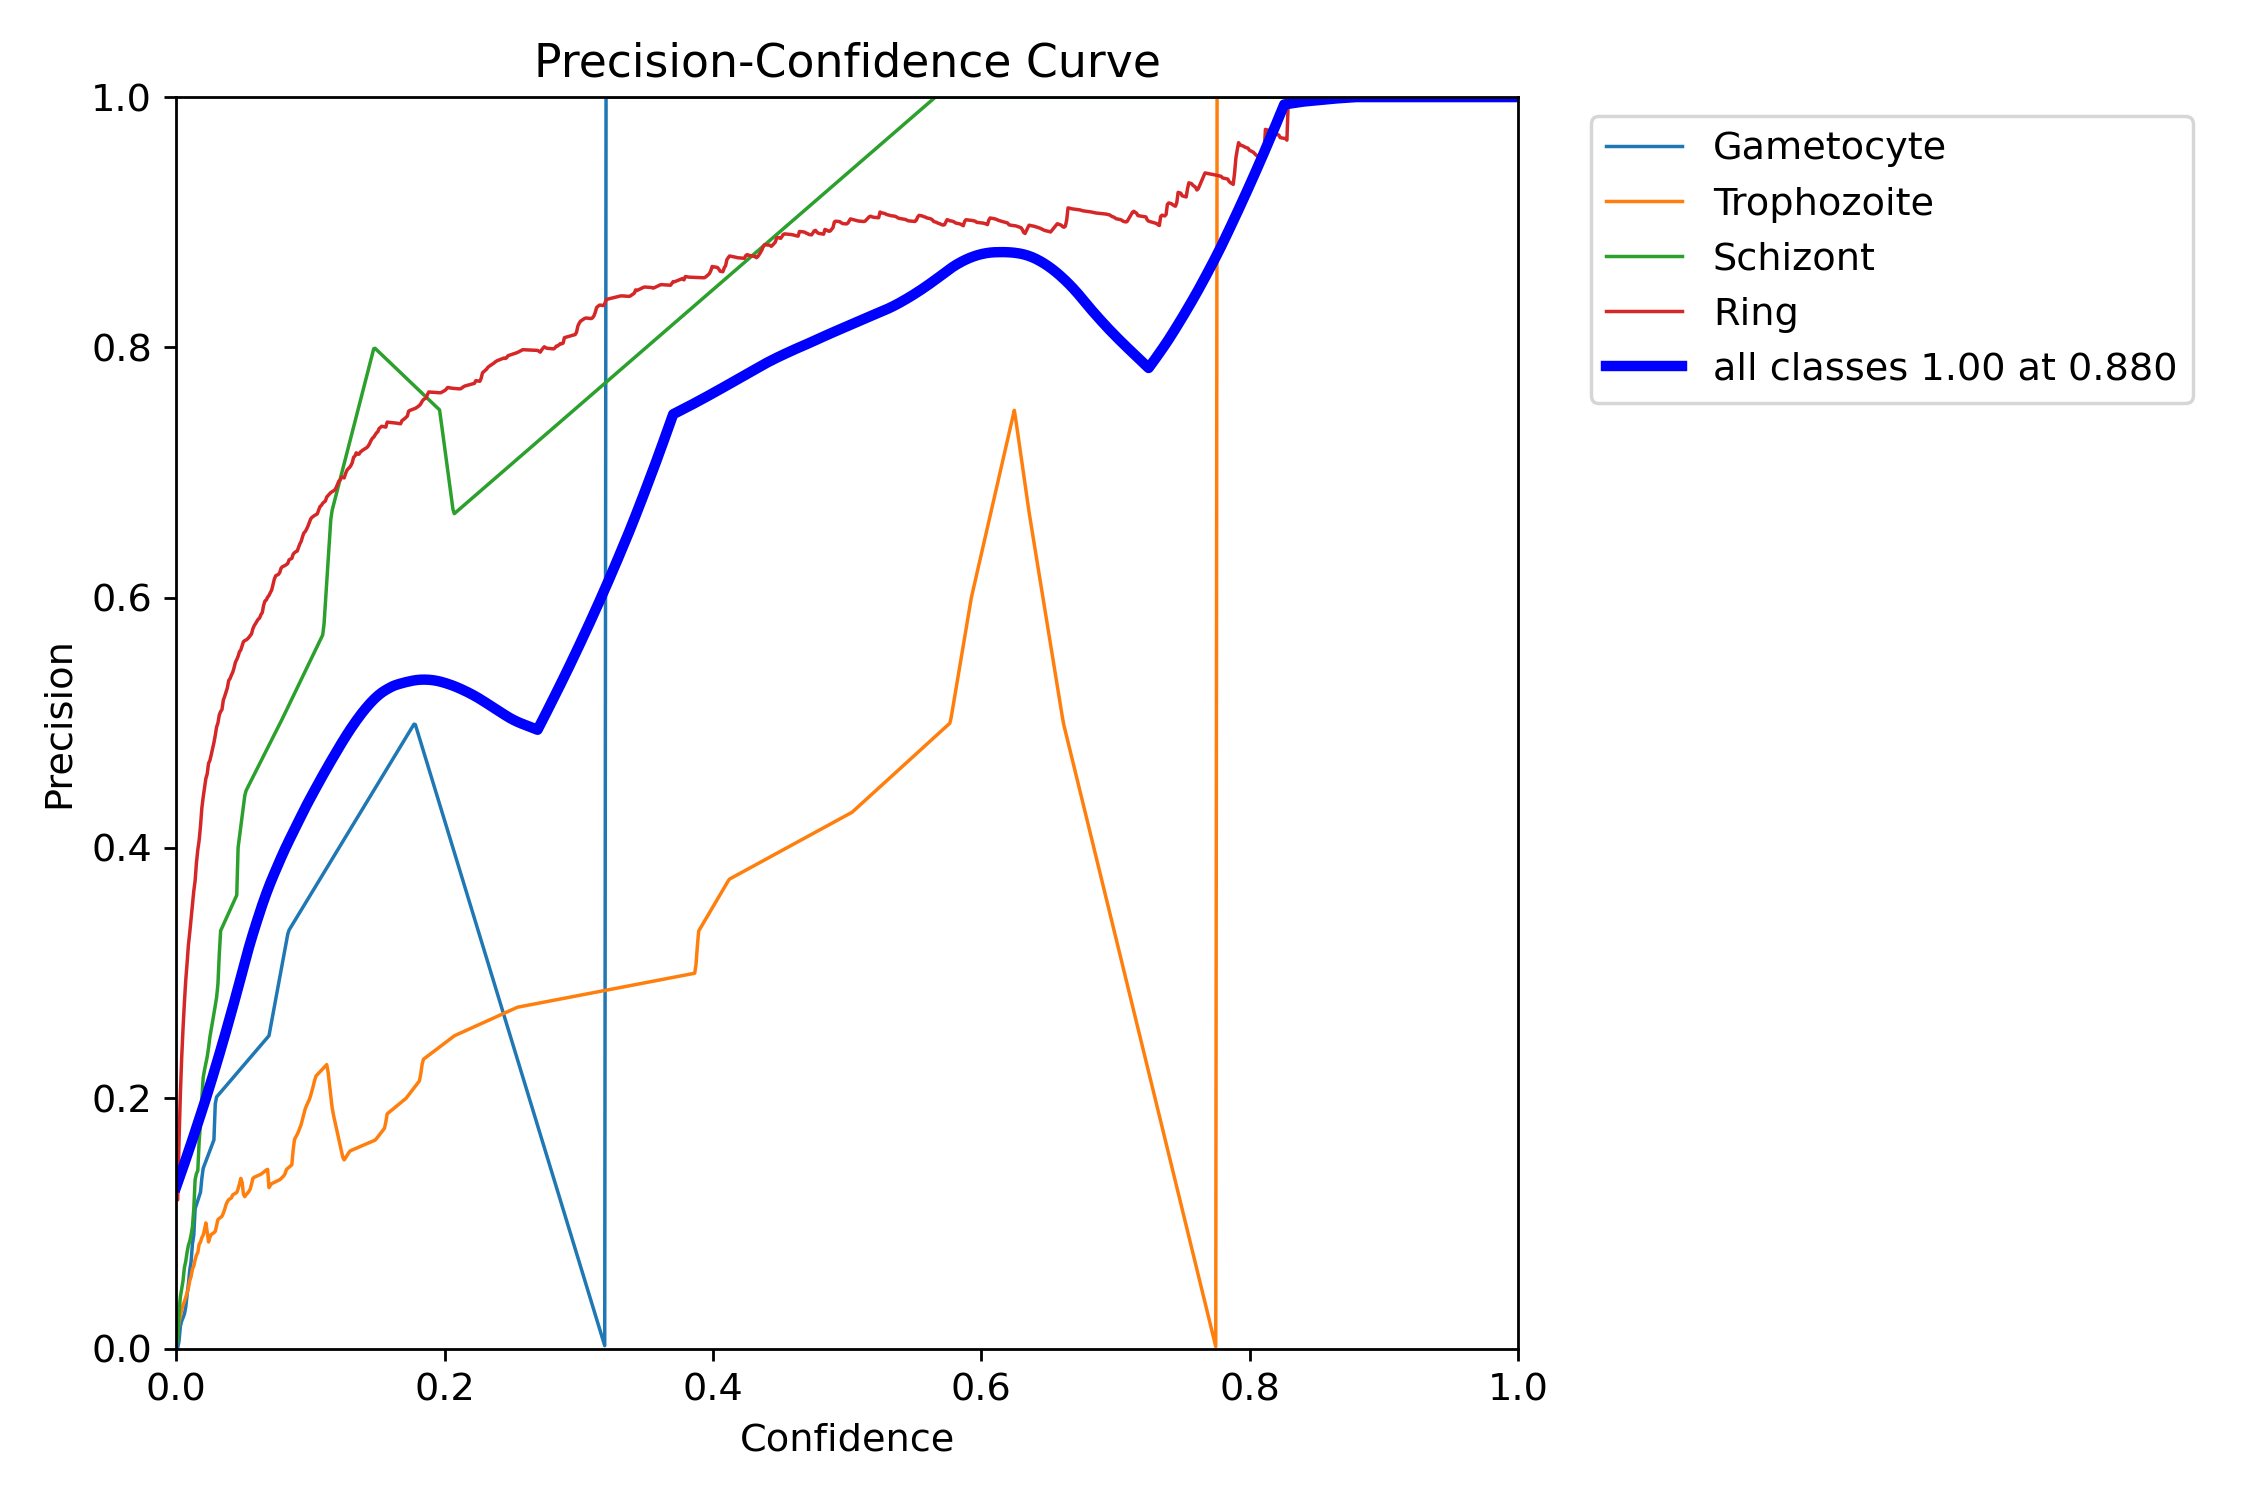 Precision-Confidence Curve
1.0
0.8
0.6
0.4
0.2
0.0
Precision
0.0 0.2 0.4 0.6 0.8 1.0
Confidence
Gametocyte
Trophozoite
Schizont
Ring
all classes 1.00 at 0.880